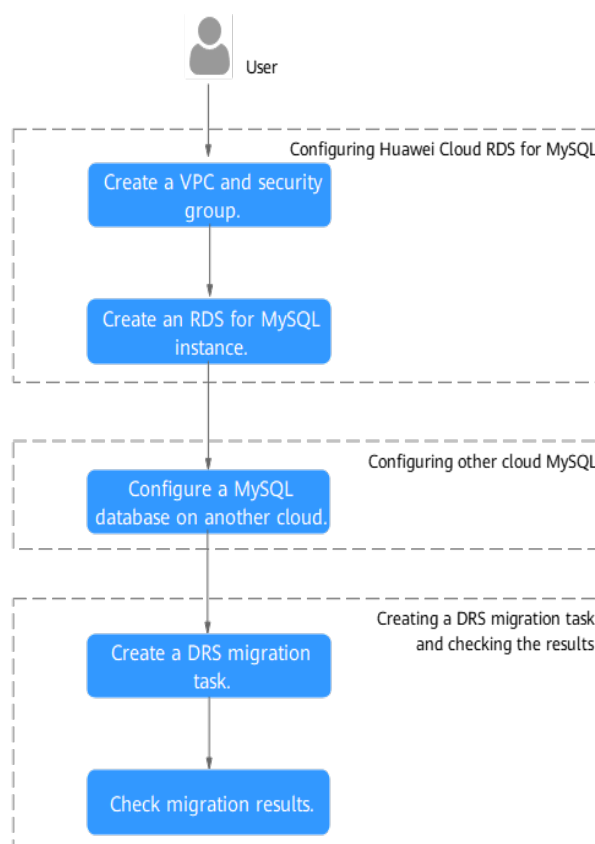 User
Configuring Huawei Cloud RDS for MySQL
Create a VPC and security
group.
Create an RDS for MySQL
instance.
Configuring other cloud MySQL
Configure a MySQL
database on another cloud.
Creating a DRS migration task
and checking the results
Create a DRS migration
task.
Check migration results.